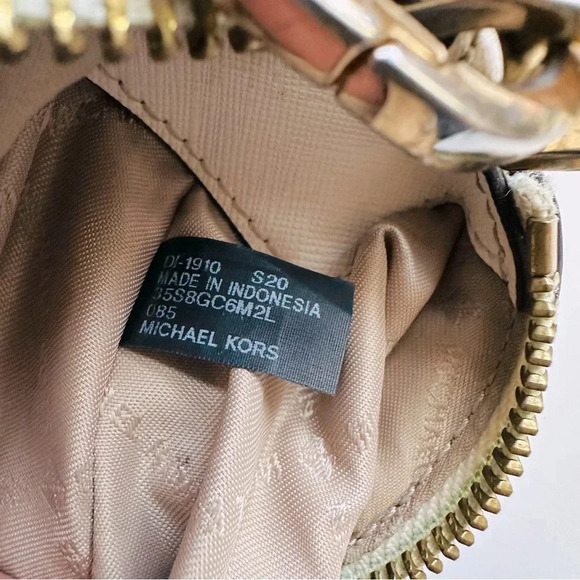 DI-1910 S20
MADE IN INDONESIA
35S8GC6M2L
085
MICHAEL KORS